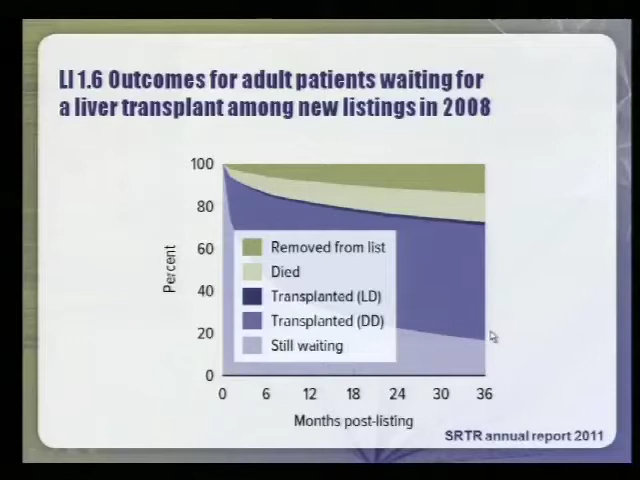 LI 1.6 Outcomes for adult patients waiting for
a liver transplant among new listings in 2008
100
80
60
40
20
0
Percent
Removed from list
Died
Transplanted (LD)
Transplanted (DD)
Still waiting
0 6 12 18 24 30 36
Months post-listing
SRTR annual report 2011